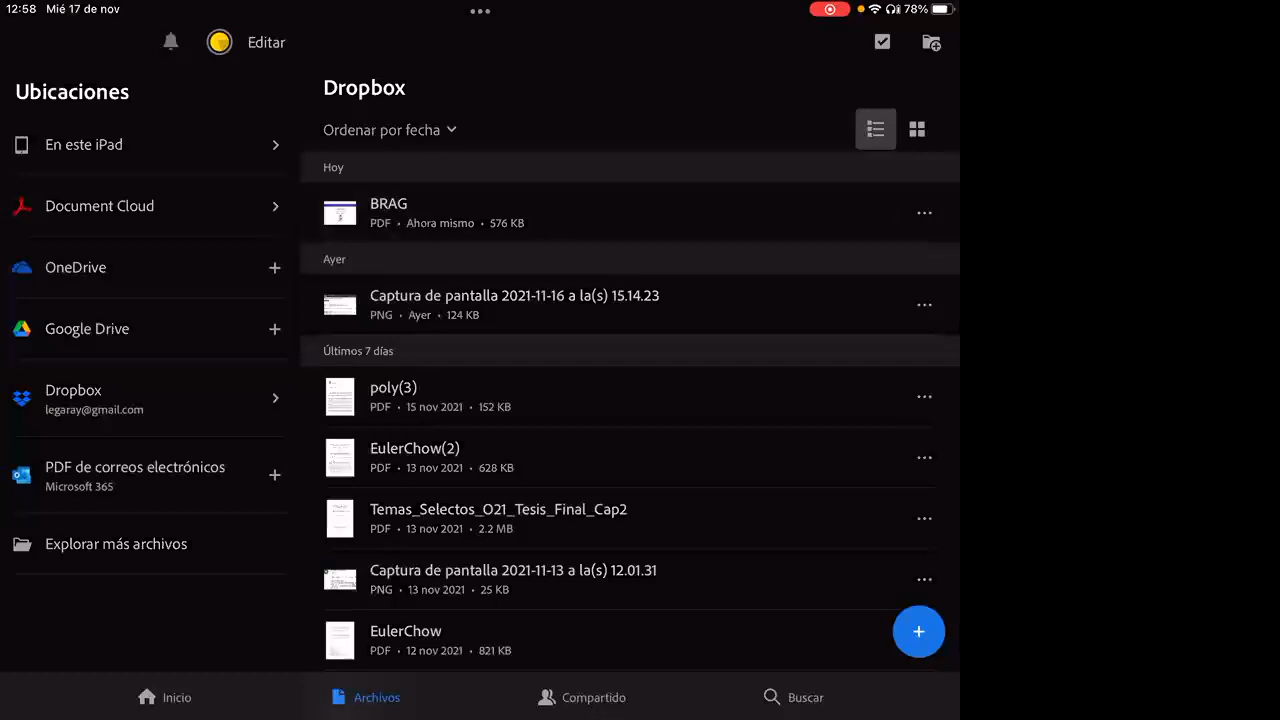 12:58 Mié 17 de nov
78%
Editar
Ubicaciones
En este iPad
Document Cloud
OneDrive
Google Drive
Dropbox
legaray@gmail.com
PDF de correos electrónicos
Microsoft 365
Explorar más archivos
Dropbox
Ordenar por fecha
Hoy
BRAG
PDF • Ahora mismo • 576 KB
Ayer
Captura de pantalla 2021-11-16 a la(s) 15.14.23
PNG • Ayer • 124 KB
Últimos 7 días
poly(3)
PDF • 15 nov 2021 • 152 KB
EulerChow(2)
PDF • 13 nov 2021 • 628 KB
Temas_Selectos_O21_Tesis_Final_Cap2
PDF • 13 nov 2021 • 2.2 MB
Captura de pantalla 2021-11-13 a la(s) 12.01.31
PNG • 13 nov 2021 • 25 KB
EulerChow
PDF • 12 nov 2021 • 821 KB
Inicio
Archivos
Compartido
Buscar